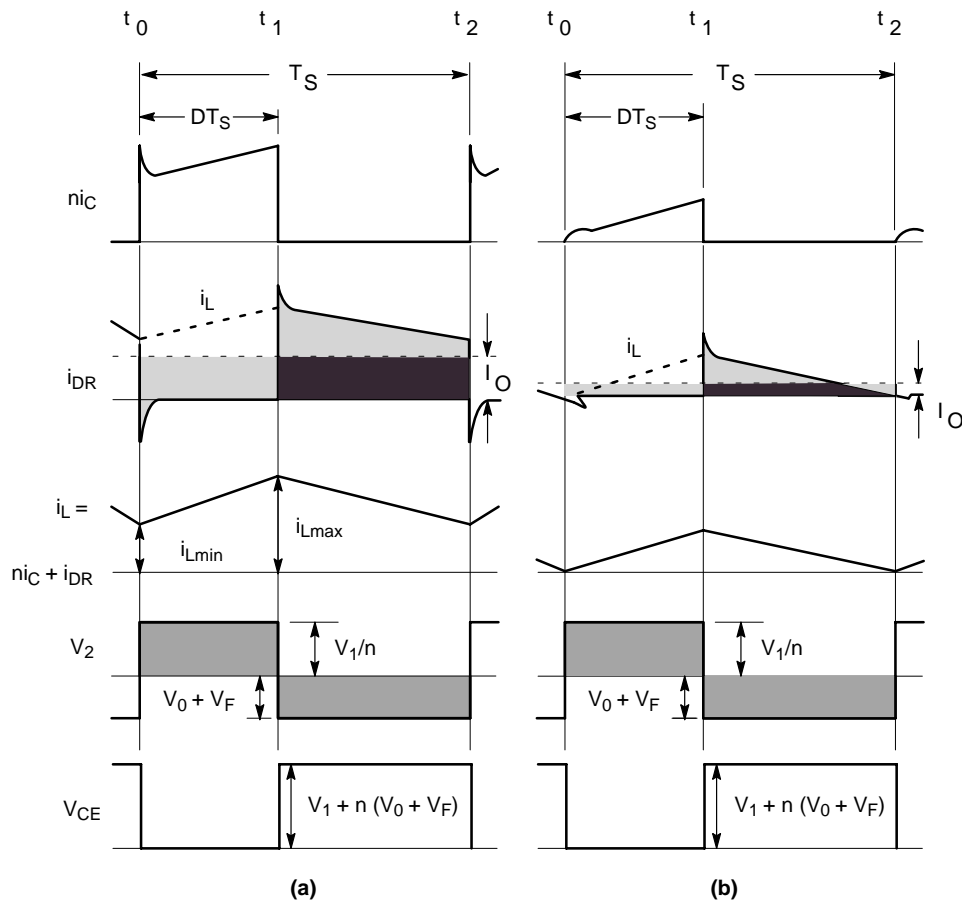 t0 t1 t2 t0 t1 t2
TS TS
DTS DTS
niC
iL
iDR
IO
iL
IO
iL =
iLmin
iLmax
niC + iDR
V2
V1/n
V0 + VF
V1/n
V0 + VF
VCE
V1 + n (V0 + VF)
V1 + n (V0 + VF)
(a) (b)